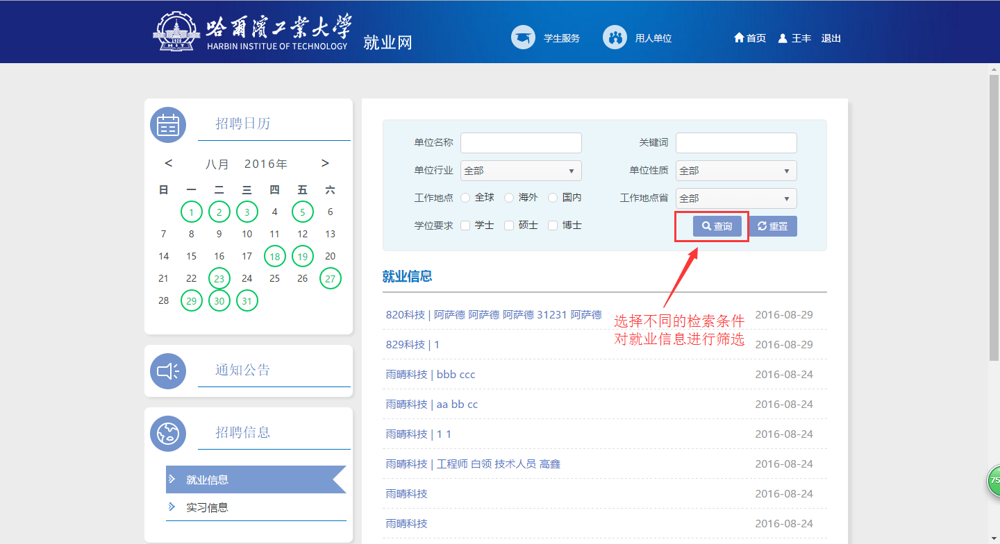 哈爾濱工業大學
HARBIN INSTITUE OF TECHNOLOGY
就业网
学生服务
用人单位
首页
王丰
退出
招聘日历
< 八月 2016年 >
日 一 二 三 四 五 六
1 2 3 4 5 6
7 8 9 10 11 12 13
14 15 16 17 18 19 20
21 22 23 24 25 26 27
28 29 30 31
通知公告
招聘信息
就业信息
实习信息
单位名称 关键词
单位行业 全部 单位性质 全部
工作地点 全球 海外 国内 工作地点省 全部
学位要求 学士 硕士 博士 查询 重置
就业信息
820科技 | 阿萨德 阿萨德 阿萨德 31231 阿萨德 2016-08-29
829科技 | 1 2016-08-29
选择不同的检索条件
对就业信息进行筛选
雨晴科技 | bbb ccc 2016-08-24
雨晴科技 | aa bb cc 2016-08-24
雨晴科技 | 1 1 2016-08-24
雨晴科技 | 工程师 白领 技术人员 高鑫 2016-08-24
雨晴科技 2016-08-24
雨晴科技 2016-08-24
75